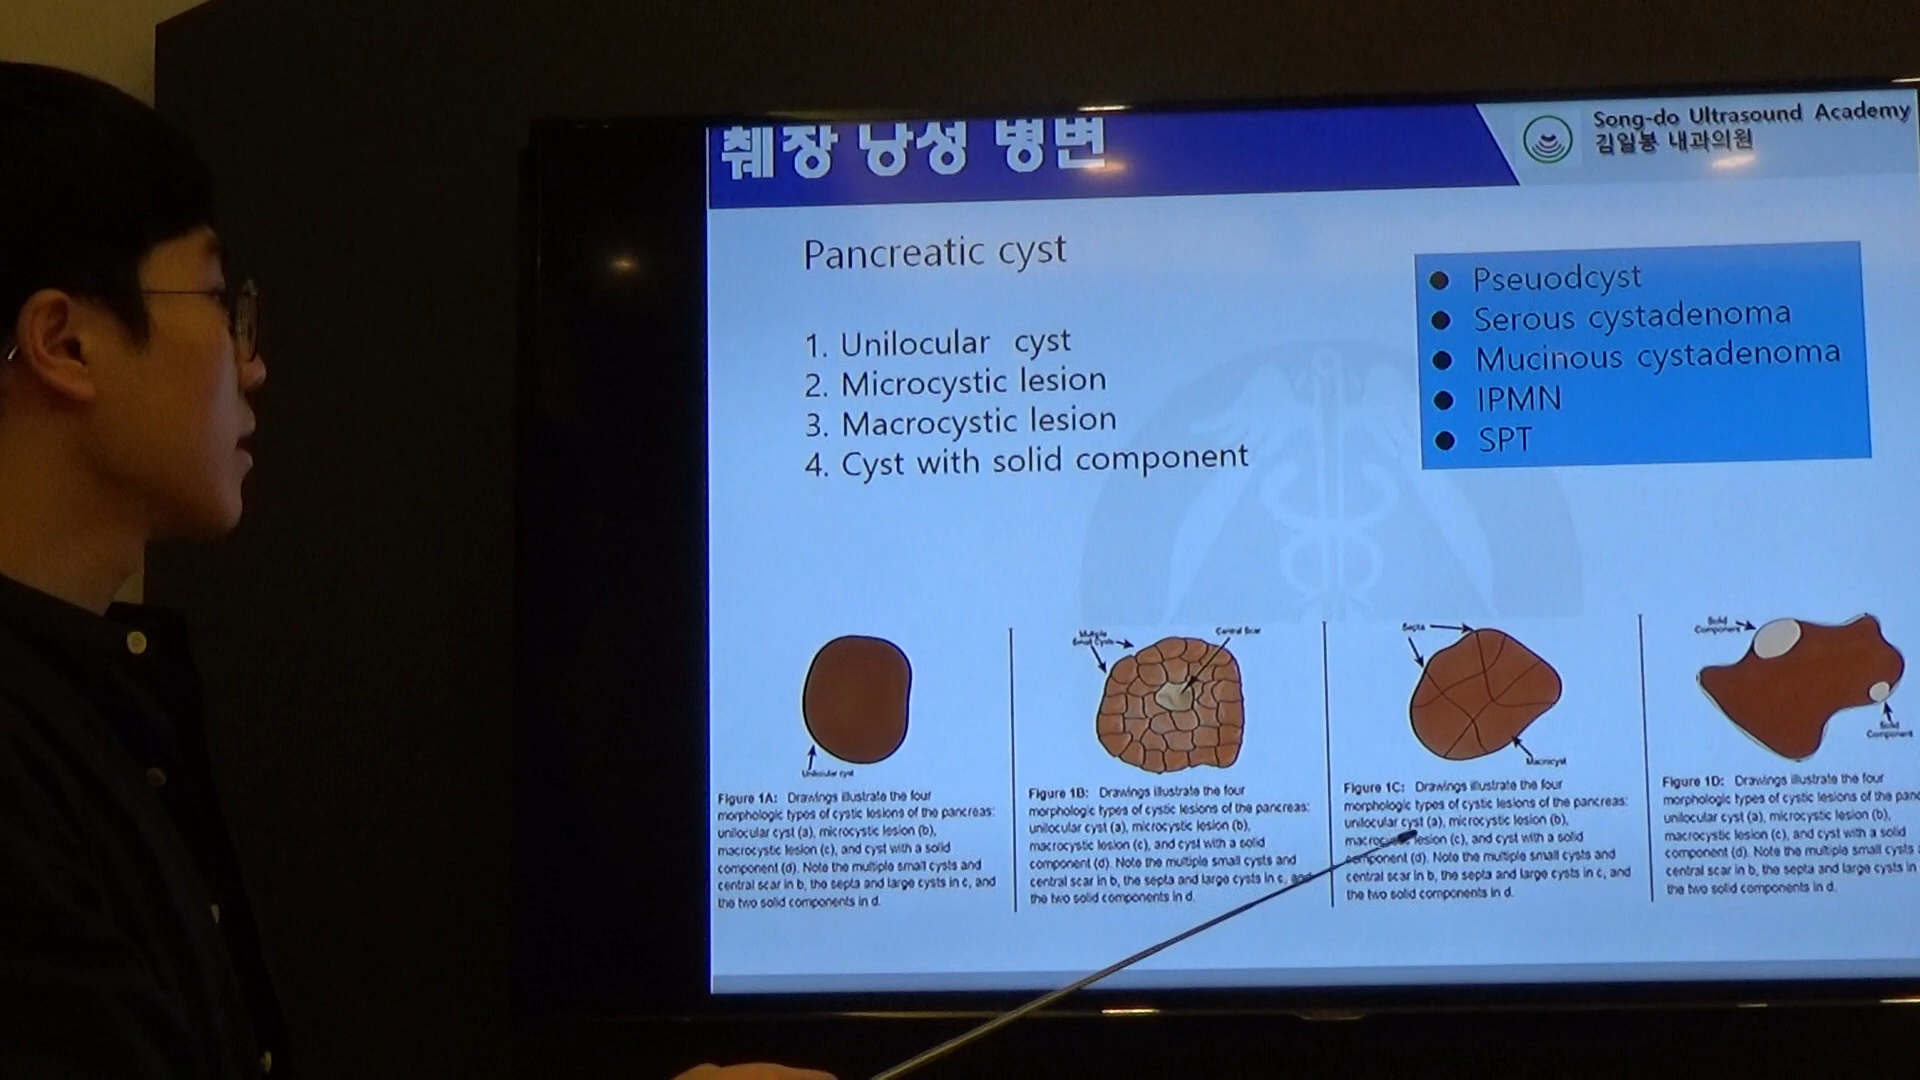 췌장 낭성 병변
Song-do Ultrasound Academy
김일봉 내과의원
Pancreatic cyst
1. Unilocular cyst
2. Microcystic lesion
3. Macrocystic lesion
4. Cyst with solid component
● Pseuodcyst
● Serous cystadenoma
● Mucinous cystadenoma
● IPMN
● SPT
Unilocular cyst
Multiple
Small Cysts
Central Scar
Septa
Macrocyst
Solid
Component
Solid
Component
Figure 1A: Drawings illustrate the four
morphologic types of cystic lesions of the pancreas:
unilocular cyst (a), microcystic lesion (b),
macrocystic lesion (c), and cyst with a solid
component (d). Note the multiple small cysts and
central scar in b, the septa and large cysts in c, and
the two solid components in d.
Figure 1B: Drawings illustrate the four
morphologic types of cystic lesions of the pancreas:
unilocular cyst (a), microcystic lesion (b),
macrocystic lesion (c), and cyst with a solid
component (d). Note the multiple small cysts and
central scar in b, the septa and large cysts in c, and
the two solid components in d.
Figure 1C: Drawings illustrate the four
morphologic types of cystic lesions of the pancreas:
unilocular cyst (a), microcystic lesion (b),
macrocystic lesion (c), and cyst with a solid
component (d). Note the multiple small cysts and
central scar in b, the septa and large cysts in c, and
the two solid components in d.
Figure 1D: Drawings illustrate the four
morphologic types of cystic lesions of the panc
unilocular cyst (a), microcystic lesion (b),
macrocystic lesion (c), and cyst with a solid
component (d). Note the multiple small cysts
central scar in b, the septa and large cysts in
the two solid components in d.